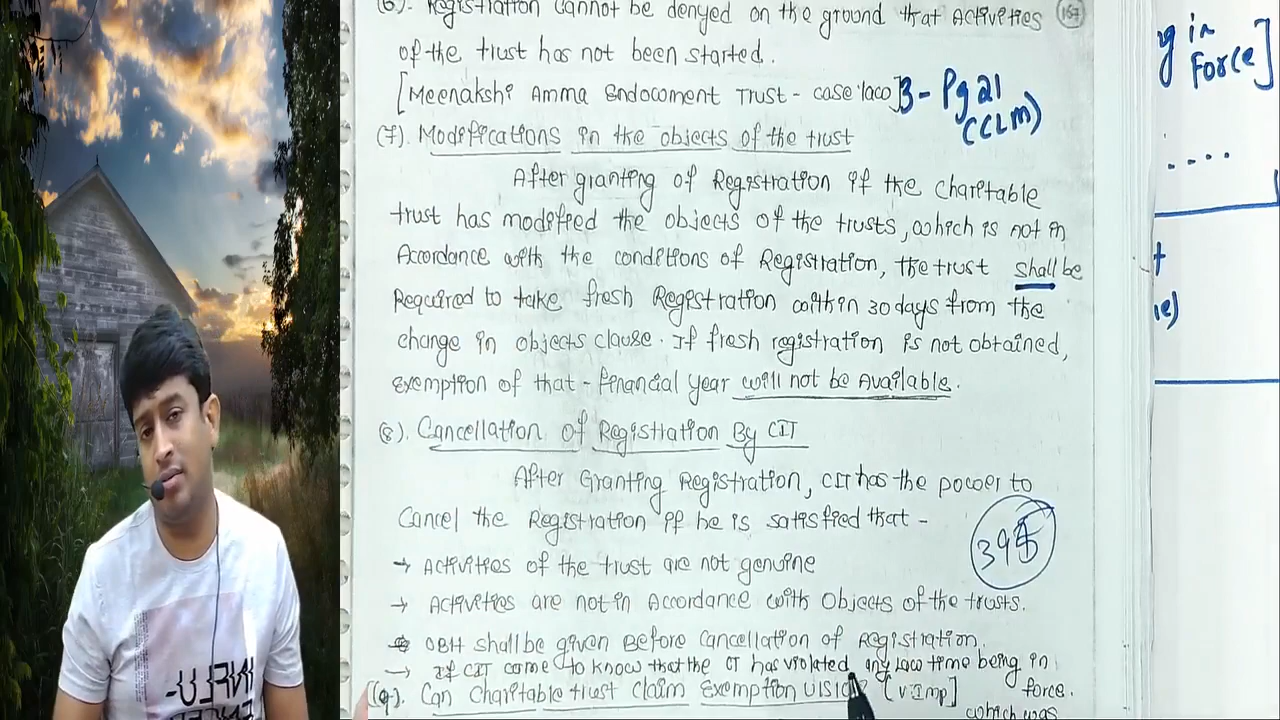 (6). Registration cannot be denyed on the ground that Activities
167
of the trust has not been started.
[Meenakshi Amma Endocoment Trust - case laco]
B - Pg 21
(CLM)
(7). Modifications in the objects of the trust
After granting of Registration if the charitable
trust has modified the objects of the trusts, which is not in
Accordance with the conditions of Registration, the trust shall be
Required to take fresh Registration within 30 days from the
change in objects clause. If fresh registration is not obtained,
exemption of that - financial year will not be Available.
(8). Cancellation of Registration By CIT
After Granting Registration, CIT has the power to
Cancel the Registration if he is satisfied that -
→ Activities of the trust are not genuine
→ Activities are not in Accordance with Objects of the trusts.
OBH shall be given Before Cancellation of Registration.
→ If CIT come to know that the CT has violated any law time being in
force.
(9.) Can Charitable trust Claim Exemption U/S10 [V.Imp]
which was
in
Force]
....